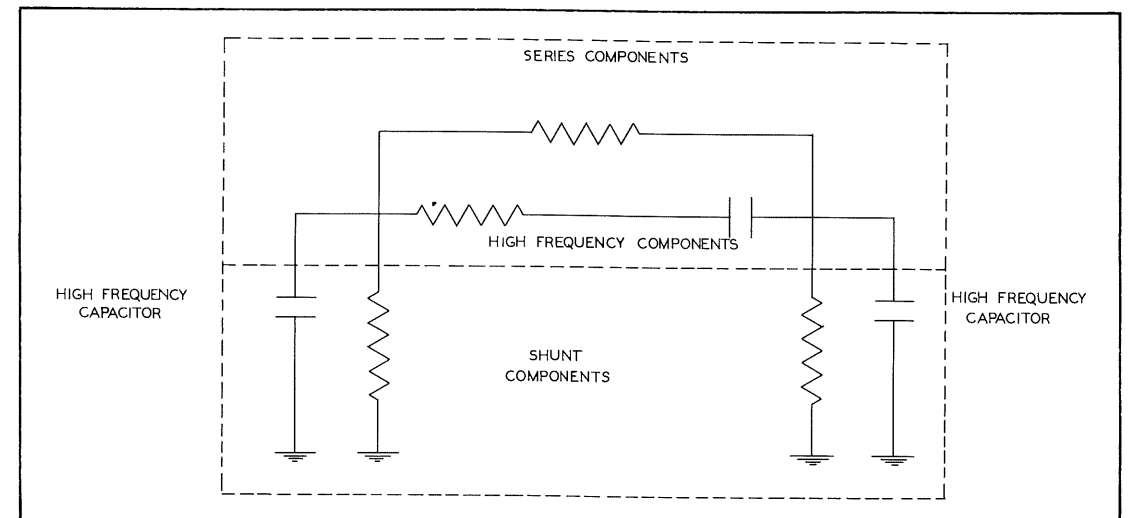 SERIES COMPONENTS
HIGH FREQUENCY COMPONENTS
HIGH FREQUENCY
CAPACITOR
HIGH FREQUENCY
CAPACITOR
SHUNT
COMPONENTS